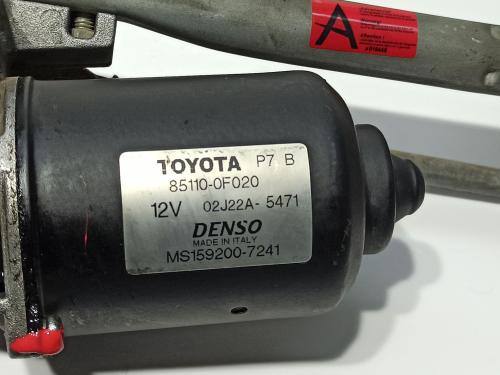 A
TOYOTA P7 B
85110-0F020
12V 02J22A-5471
DENSO
MADE IN ITALY
MS159200-7241